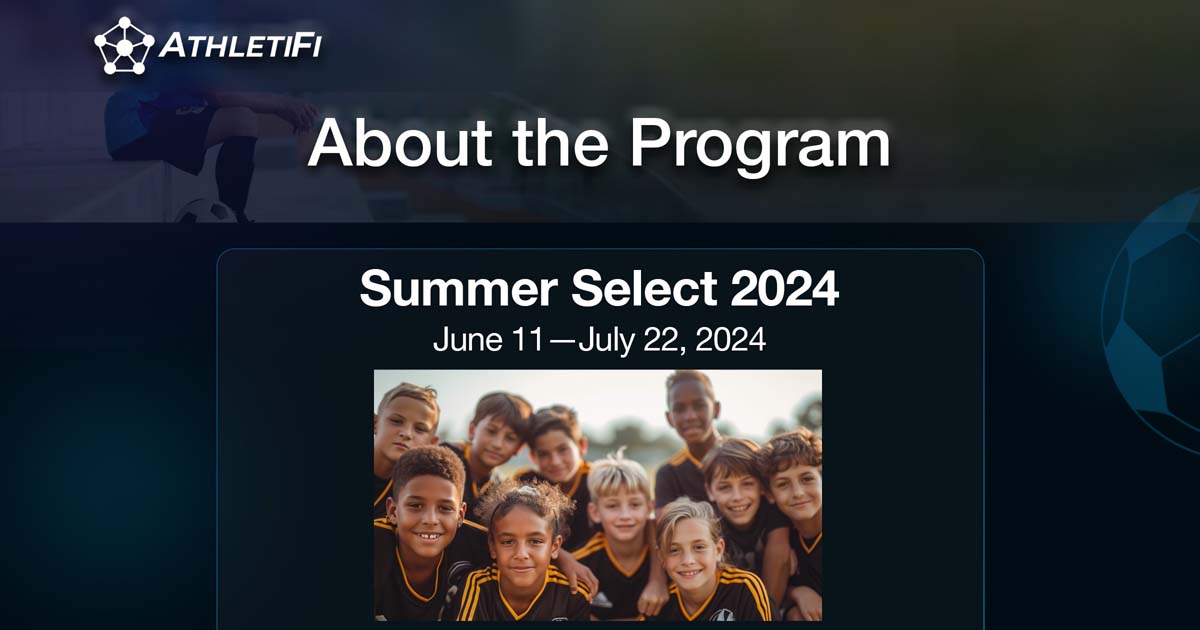 ATHLETIFI
About the Program
Summer Select 2024
June 11—July 22, 2024